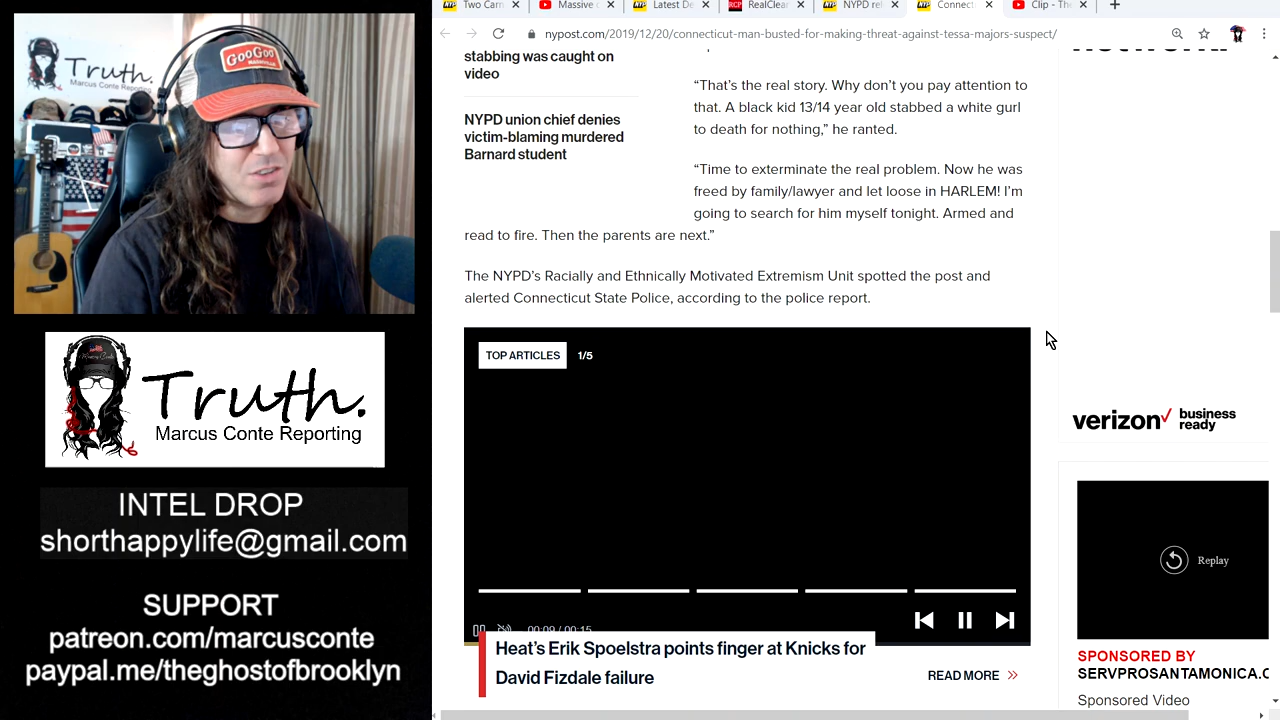 Two Cam
Massive c
Latest De
RealClear
NYPD rel
Connecti
Clip - The
nypost.com/2019/12/20/connecticut-man-busted-for-making-threat-against-tessa-majors-suspect/
Truth.
Marcus Conte Reporting
GOOGOO
stabbing was caught on
video
NYPD union chief denies
victim-blaming murdered
Barnard student
“That’s the real story. Why don’t you pay attention to
that. A black kid 13/14 year old stabbed a white gurl
to death for nothing,” he ranted.
“Time to exterminate the real problem. Now he was
freed by family/lawyer and let loose in HARLEM! I’m
going to search for him myself tonight. Armed and
read to fire. Then the parents are next.”
The NYPD’s Racially and Ethnically Motivated Extremism Unit spotted the post and
alerted Connecticut State Police, according to the police report.
TOP ARTICLES 1/5
00:09 / 00:15
Heat’s Erik Spoelstra points finger at Knicks for
David Fizdale failure
READ MORE
verizon✓ business
ready
Replay
SPONSORED BY
SERVPROSANTAMONICA.C
Sponsored Video
Truth.
Marcus Conte Reporting
INTEL DROP
shorthappylife@gmail.com
SUPPORT
patreon.com/marcusconte
paypal.me/theghostofbrooklyn